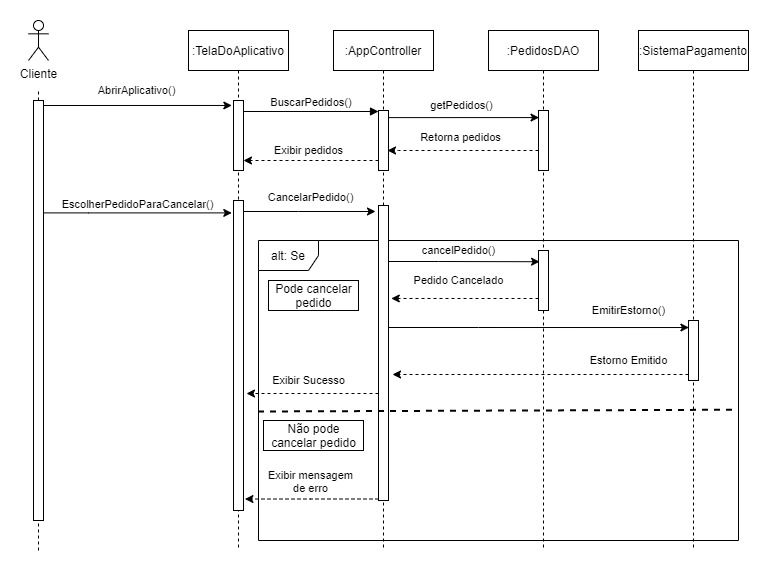 Cliente
:TelaDoAplicativo
:AppController
:PedidosDAO
:SistemaPagamento
AbrirAplicativo()
BuscarPedidos()
getPedidos()
Retorna pedidos
Exibir pedidos
EscolherPedidoParaCancelar()
CancelarPedido()
alt: Se
cancelPedido()
Pode cancelar
pedido
Pedido Cancelado
EmitirEstorno()
Estorno Emitido
Exibir Sucesso
Não pode
cancelar pedido
Exibir mensagem
de erro